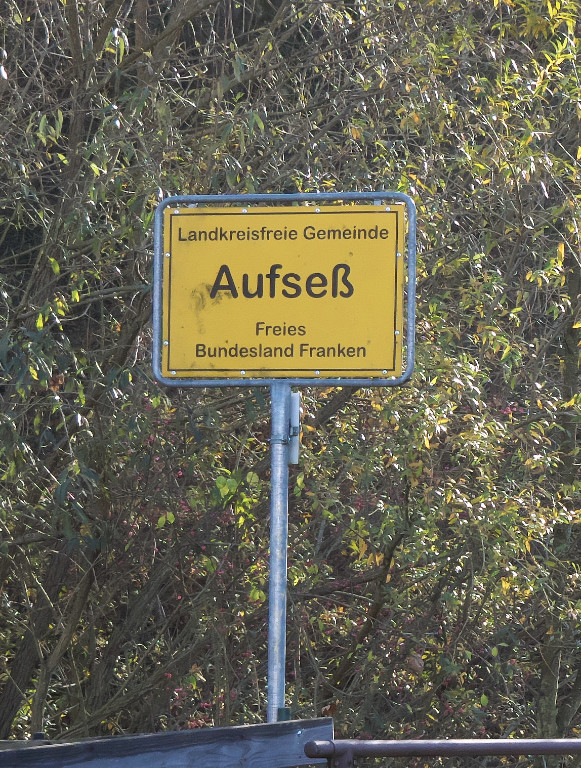 Landkreisfreie Gemeinde
Aufseß
Freies
Bundesland Franken